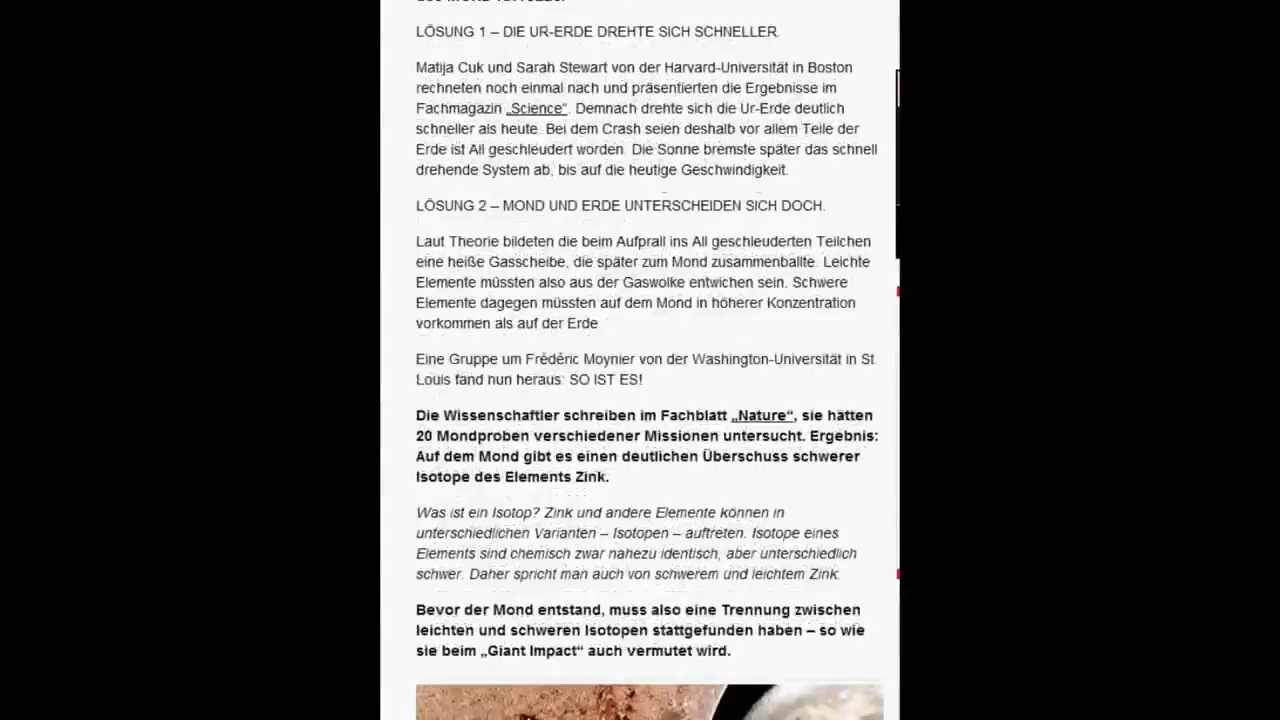 LÖSUNG 1 – DIE UR-ERDE DREHTE SICH SCHNELLER.
Matija Cuk und Sarah Stewart von der Harvard-Universität in Boston
rechneten noch einmal nach und präsentierten die Ergebnisse im
Fachmagazin „Science“. Demnach drehte sich die Ur-Erde deutlich
schneller als heute. Bei dem Crash seien deshalb vor allem Teile der
Erde ist All geschleudert worden. Die Sonne bremste später das schnell
drehende System ab, bis auf die heutige Geschwindigkeit.
LÖSUNG 2 – MOND UND ERDE UNTERSCHEIDEN SICH DOCH.
Laut Theorie bildeten die beim Aufprall ins All geschleuderten Teilchen
eine heiße Gasscheibe, die später zum Mond zusammenballte. Leichte
Elemente müssten also aus der Gaswolke entwichen sein. Schwere
Elemente dagegen müssten auf dem Mond in höherer Konzentration
vorkommen als auf der Erde
Eine Gruppe um Frédéric Moynier von der Washington-Universität in St.
Louis fand nun heraus: SO IST ES!
Die Wissenschaftler schreiben im Fachblatt „Nature“, sie hätten
20 Mondproben verschiedener Missionen untersucht. Ergebnis:
Auf dem Mond gibt es einen deutlichen Überschuss schwerer
Isotope des Elements Zink.
Was ist ein Isotop? Zink und andere Elemente können in
unterschiedlichen Varianten – Isotopen – auftreten. Isotope eines
Elements sind chemisch zwar nahezu identisch, aber unterschiedlich
schwer. Daher spricht man auch von schwerem und leichtem Zink.
Bevor der Mond entstand, muss also eine Trennung zwischen
leichten und schweren Isotopen stattgefunden haben – so wie
sie beim „Giant Impact“ auch vermutet wird.